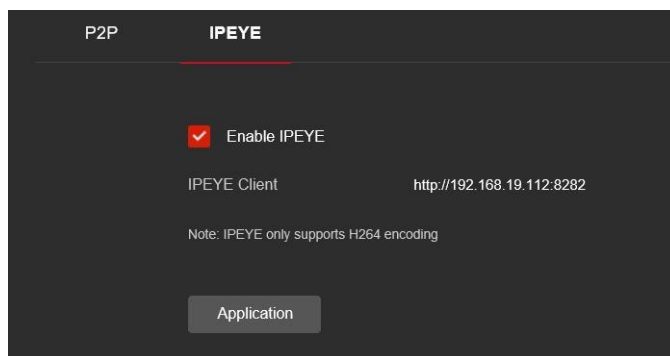 P2P IPEYE
Enable IPEYE
IPEYE Client http://192.168.19.112:8282
Note: IPEYE only supports H264 encoding
Application